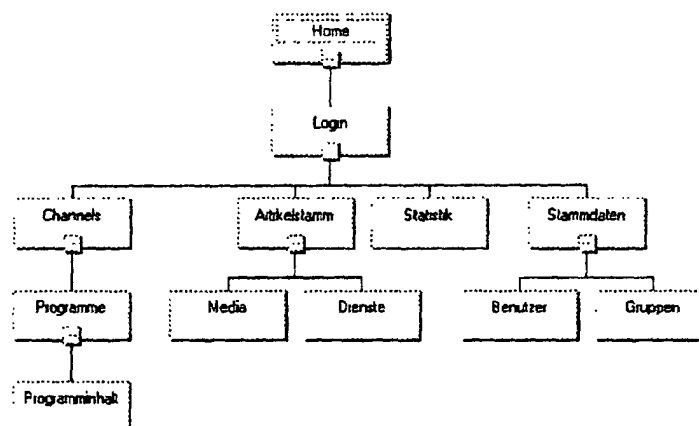 Home
Login
Channels
Artikelstamm
Statistik
Stammdaten
Programme
Media
Dienste
Benutzer
Gruppen
Programminhalt